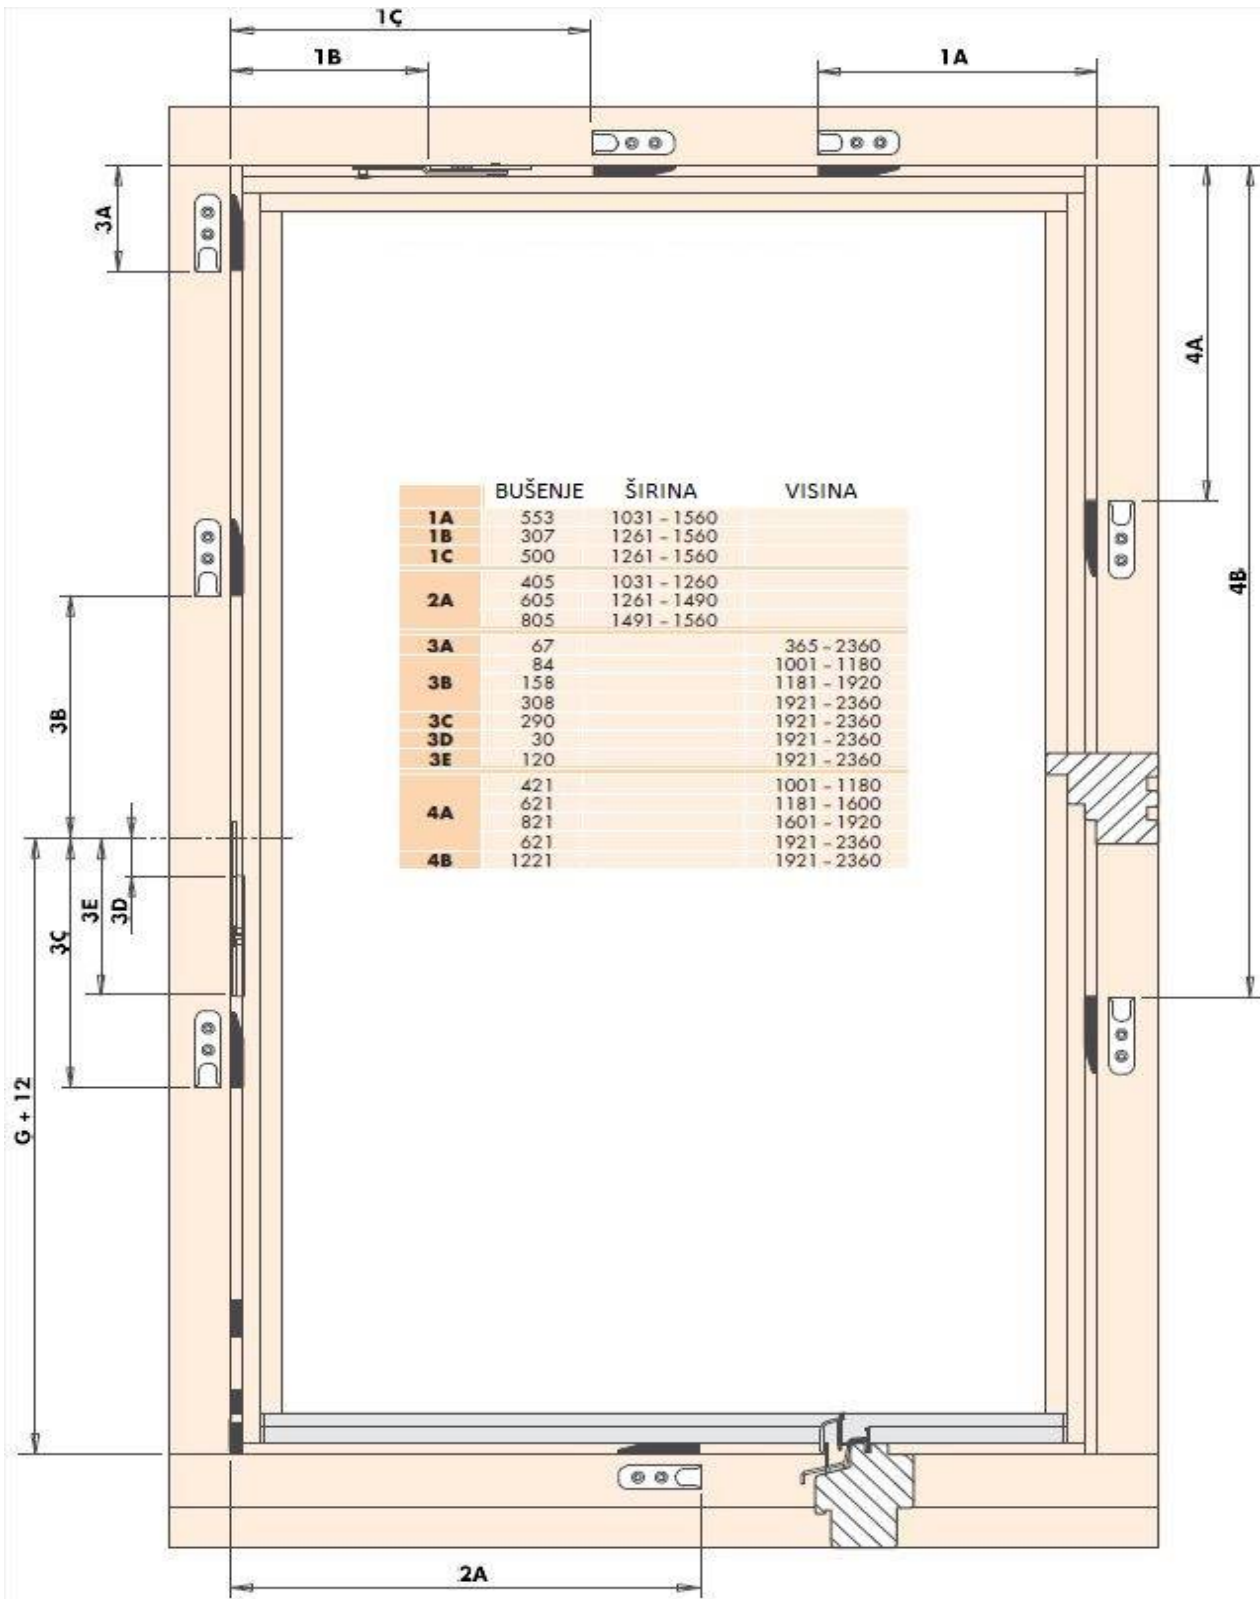 1Ç
1B
1A
3A
4A
4B
BUŠENJE ŠIRINA VISINA
1A 553 1031 - 1560
1B 307 1261 - 1560
1C 500 1261 - 1560
405 1031 - 1260
2A 605 1261 - 1490
805 1491 - 1560
3A 67 365 - 2360
84 1001 - 1180
3B 158 1181 - 1920
308 1921 - 2360
3C 290 1921 - 2360
3D 30 1921 - 2360
3E 120 1921 - 2360
421 1001 - 1180
4A 621 1181 - 1600
821 1601 - 1920
621 1921 - 2360
4B 1221 1921 - 2360
3B
3Ç
3E
3D
Ģ + 12
2A